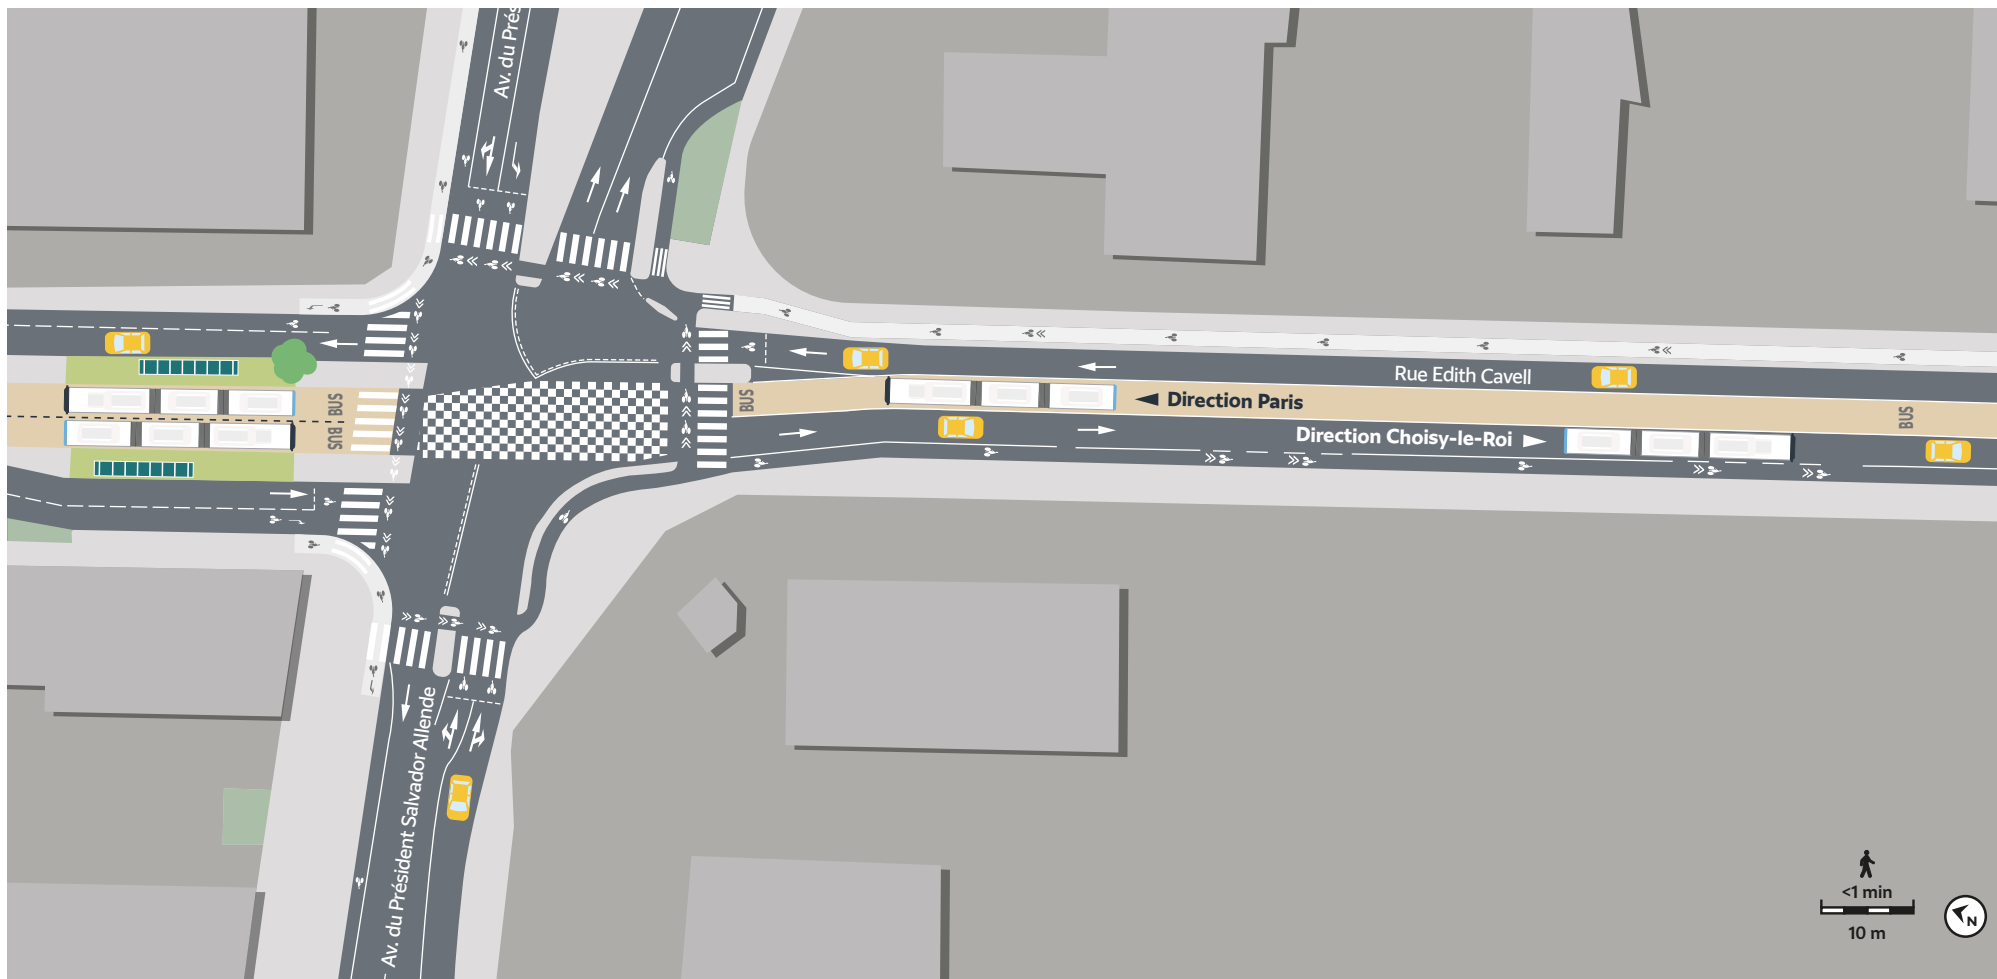 Av. du Prés
Rue Edith Cavell
Direction Paris
BUS
BUS
BUS
BUS
Direction Choisy-le-Roi
Av. du Président Salvador Allende
<1 min
10 m
N